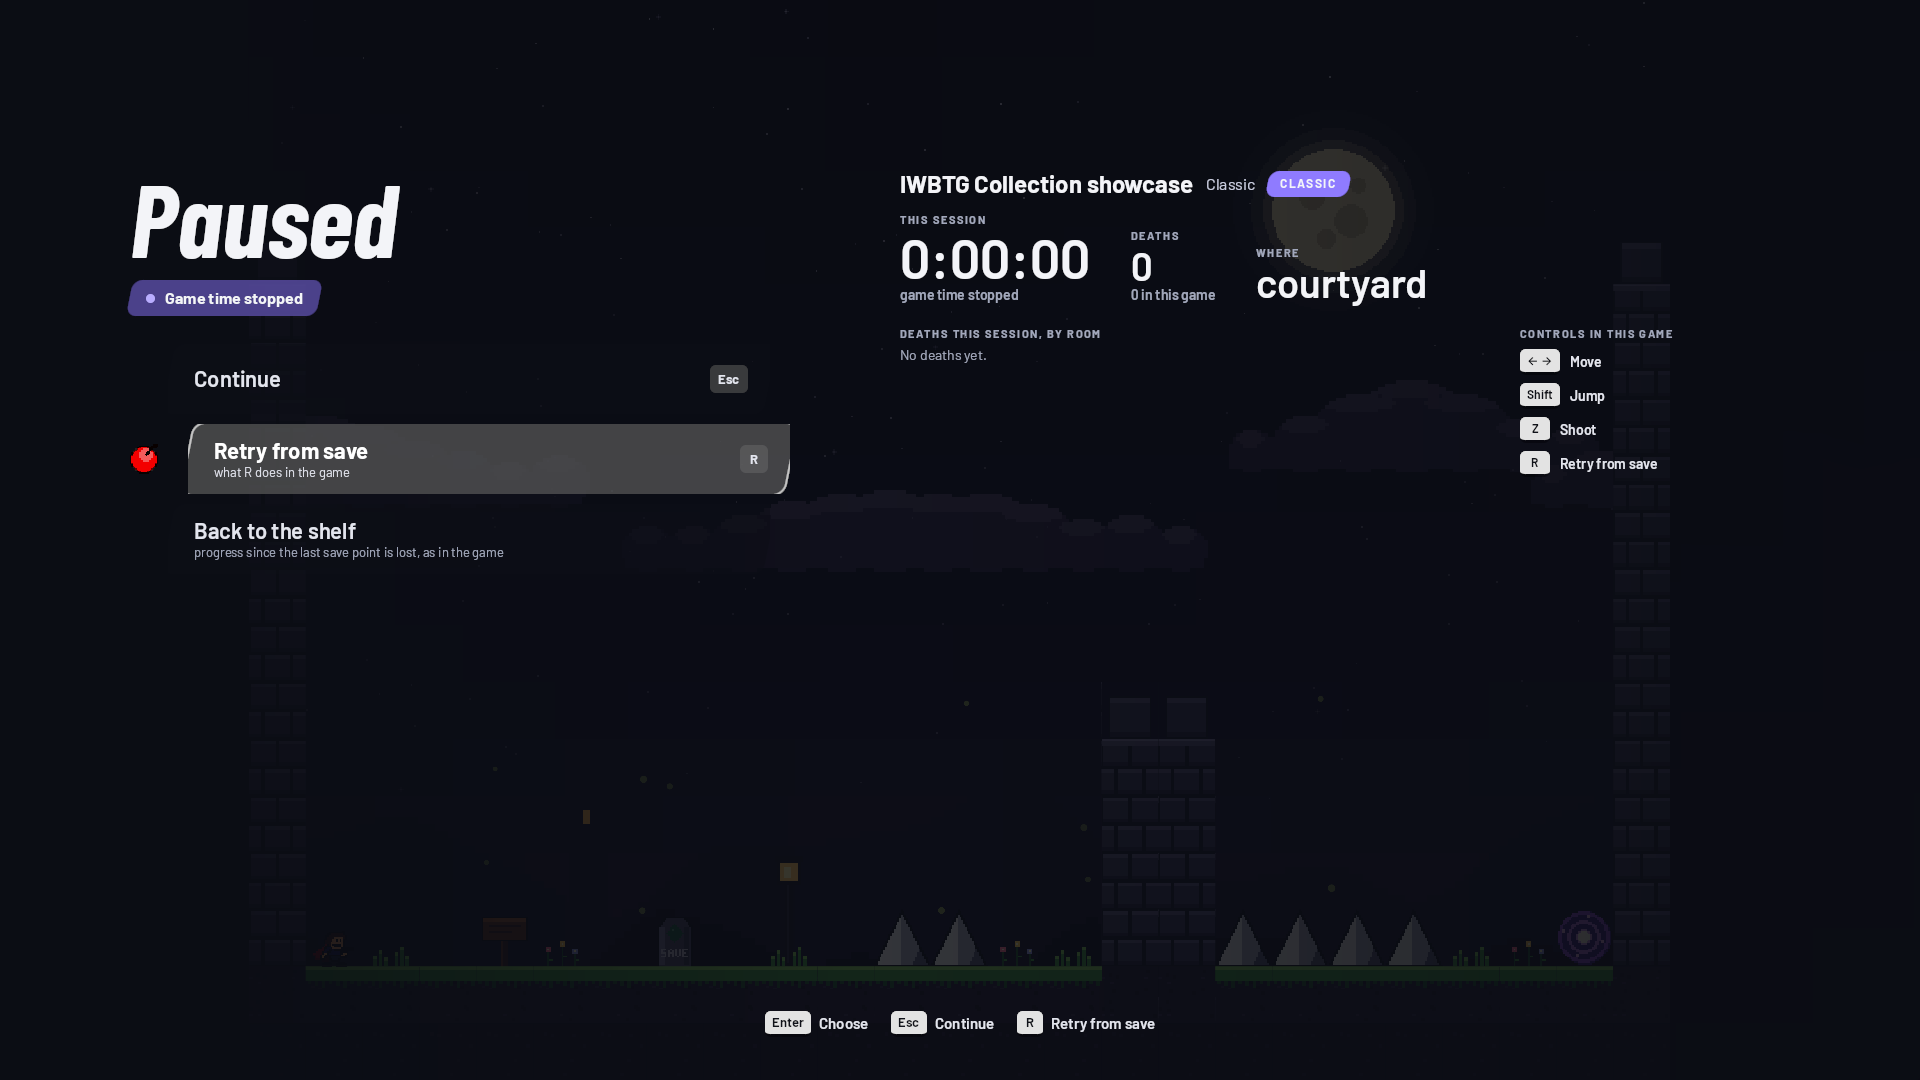 Paused
Game time stopped
Continue
Esc
Retry from save
what R does in the game
R
Back to the shelf
progress since the last save point is lost, as in the game
IWBTG Collection showcase Classic CLASSIC
THIS SESSION
0:00:00
game time stopped
DEATHS
0
0 in this game
WHERE
courtyard
DEATHS THIS SESSION, BY ROOM
No deaths yet.
CONTROLS IN THIS GAME
← → Move
Shift Jump
Z Shoot
R Retry from save
SAVE
Enter Choose Esc Continue R Retry from save